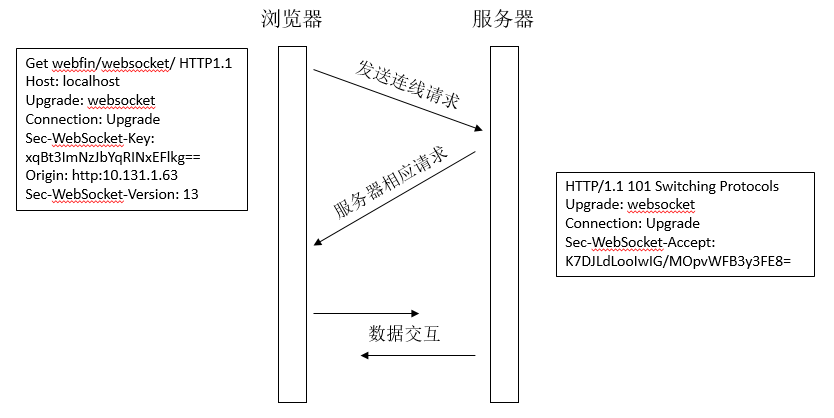 浏览器
服务器
Get webfin/websocket/ HTTP1.1
Host: localhost
Upgrade: websocket
Connection: Upgrade
Sec-WebSocket-Key:
xqBt3ImNzJbYqRINxEFlkg==
Origin: http:10.131.1.63
Sec-WebSocket-Version: 13
发送连线请求
服务器相应请求
HTTP/1.1 101 Switching Protocols
Upgrade: websocket
Connection: Upgrade
Sec-WebSocket-Accept:
K7DJLdLooIwIG/MOpvWFB3y3FE8=
数据交互